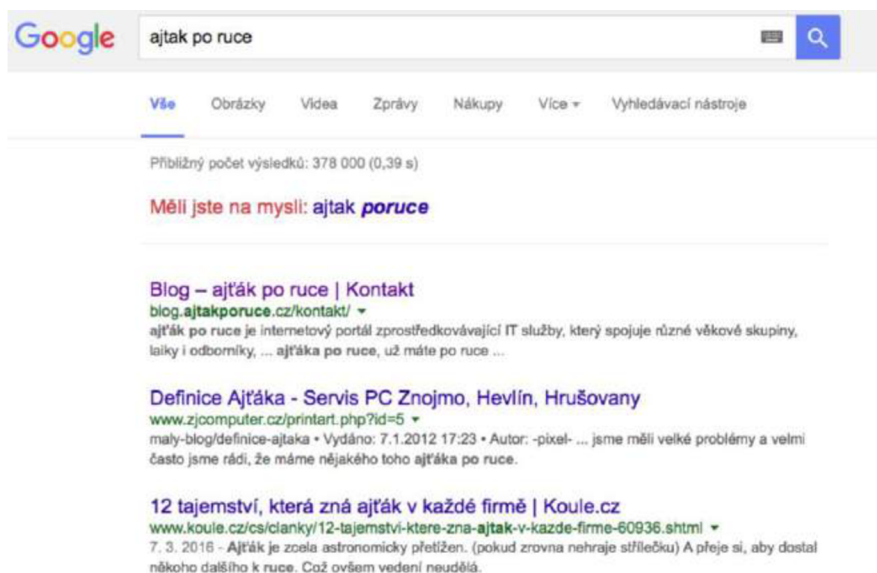 Google ajtak po ruce
Vše Obrázky Videa Zprávy Nákupy Více Vyhledávací nástroje
Přibližný počet výsledků: 378 000 (0,39 s)
Měli jste na mysli: ajtak poruce
Blog – ajťák po ruce | Kontakt
blog.ajtakporuce.cz/kontakt/
ajťák po ruce je internetový portál zprostředkovávající IT služby, který spojuje různé věkové skupiny,
laiky i odborníky, ... ajťáka po ruce, už máte po ruce ...
Definice Ajťáka - Servis PC Znojmo, Hevlín, Hrušovany
www.zjcomputer.cz/printart.php?id=5
maly-blog/definice-ajtaka • Vydáno: 7.1.2012 17:23 • Autor: -pixel- ... jsme měli velké problémy a velmi
často jsme rádi, že máme nějakého toho ajťáka po ruce.
12 tajemství, která zná ajťák v každé firmě | Koule.cz
www.koule.cz/cs/clanky/12-tajemstvi-ktere-zna-ajtak-v-kazde-firme-60936.shtml
7. 3. 2016 - Ajťák je zcela astronomicky přetížen. (pokud zrovna nehraje střílečku) A přeje si, aby dostal
někoho dalšího k ruce. Což ovšem vedení neudělá.